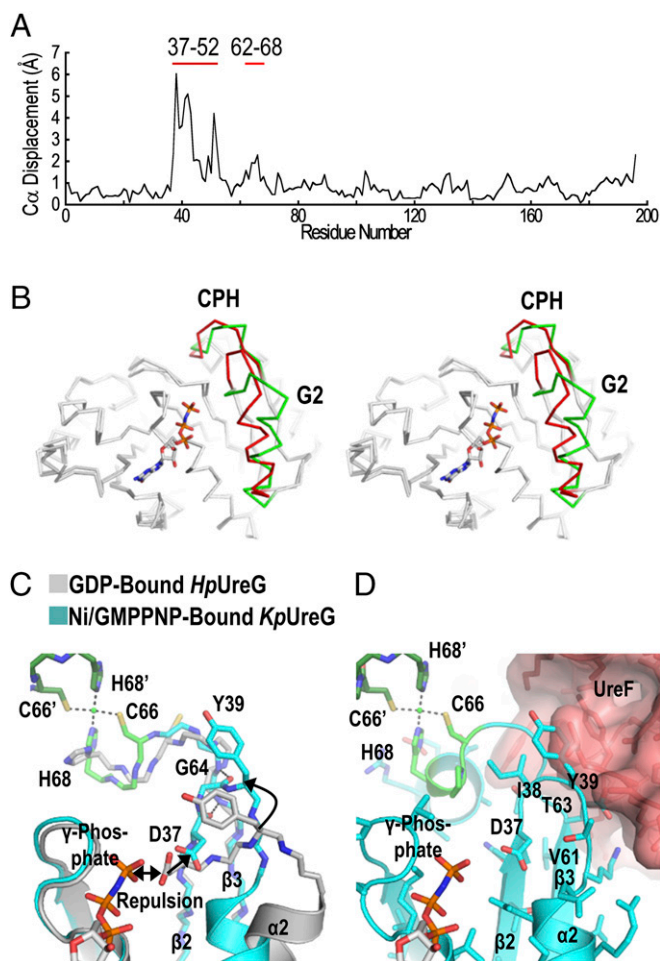 A
37-52 62-68
7
6
5
4
3
2
1
0
Cα Displacement (Å)
0 40 80 120 160 200
Residue Number
B
CPH CPH
G2 G2
C
GDP-Bound HpUreG
Ni/GMPPNP-Bound KpUreG
H68'
C66' C66
H68
Y39
G64
γ-Phos-
phate
D37
Repulsion
β3
β2
α2
D
H68'
UreF
C66' C66
H68
Y39
I38
T63
γ-Phos-
phate
D37
V61
β3
β2
α2